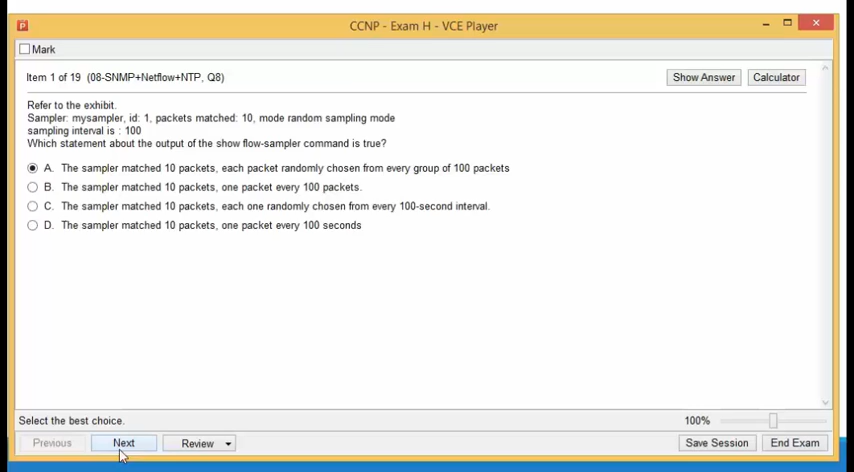 CCNP - Exam H - VCE Player
Mark
Item 1 of 19 (08-SNMP+Netflow+NTP, Q8)
Show Answer
Calculator
Refer to the exhibit.
Sampler: mysampler, id: 1, packets matched: 10, mode random sampling mode
sampling interval is : 100
Which statement about the output of the show flow-sampler command is true?
A. The sampler matched 10 packets, each packet randomly chosen from every group of 100 packets
B. The sampler matched 10 packets, one packet every 100 packets.
C. The sampler matched 10 packets, each one randomly chosen from every 100-second interval.
D. The sampler matched 10 packets, one packet every 100 seconds
Select the best choice.
100%
Previous
Next
Review
Save Session
End Exam